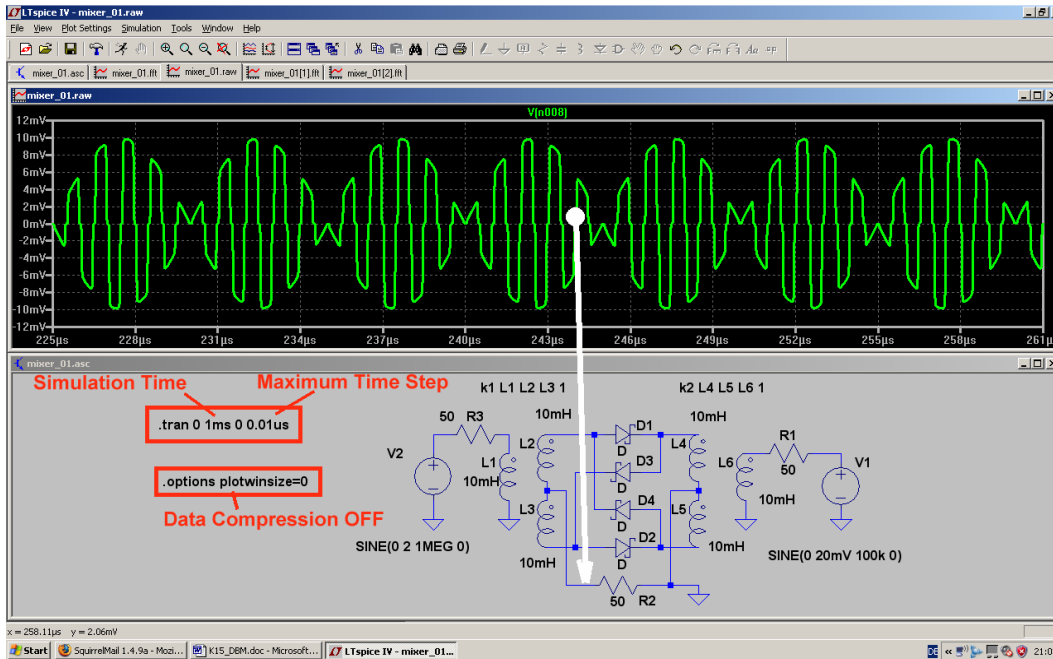 LTspice IV - mixer_01.raw
File View Plot Settings Simulation Tools Window Help
mixer_01.asc mixer_01.fft mixer_01.raw mixer_01[1].fft mixer_01[2].fft
mixer_01.raw
V(n008)
12mV
10mV
8mV
6mV
4mV
2mV
0mV
-2mV
-4mV
-6mV
-8mV
-10mV
-12mV
225µs 228µs 231µs 234µs 237µs 240µs 243µs 246µs 249µs 252µs 255µs 258µs 261µ
mixer_01.asc
Simulation Time Maximum Time Step
.tran 0 1ms 0 0.01us
.options plotwinsize=0
Data Compression OFF
k1 L1 L2 L3 1 k2 L4 L5 L6 1
50 R3
10mH
D1
10mH
R1
V2
L2
D
L4
50
L1
D3
L6
V1
10mH
D
10mH
L3
D4
L5
D
D2
SINE(0 2 1MEG 0)
10mH
D
10mH
SINE(0 20mV 100k 0)
50 R2
x = 258.11µs y = 2.06mV
Start SquirrelMail 1.4.9a - Mozi... K15_DBM.doc - Microsoft... LTspice IV - mixer_01... DE « 21:0